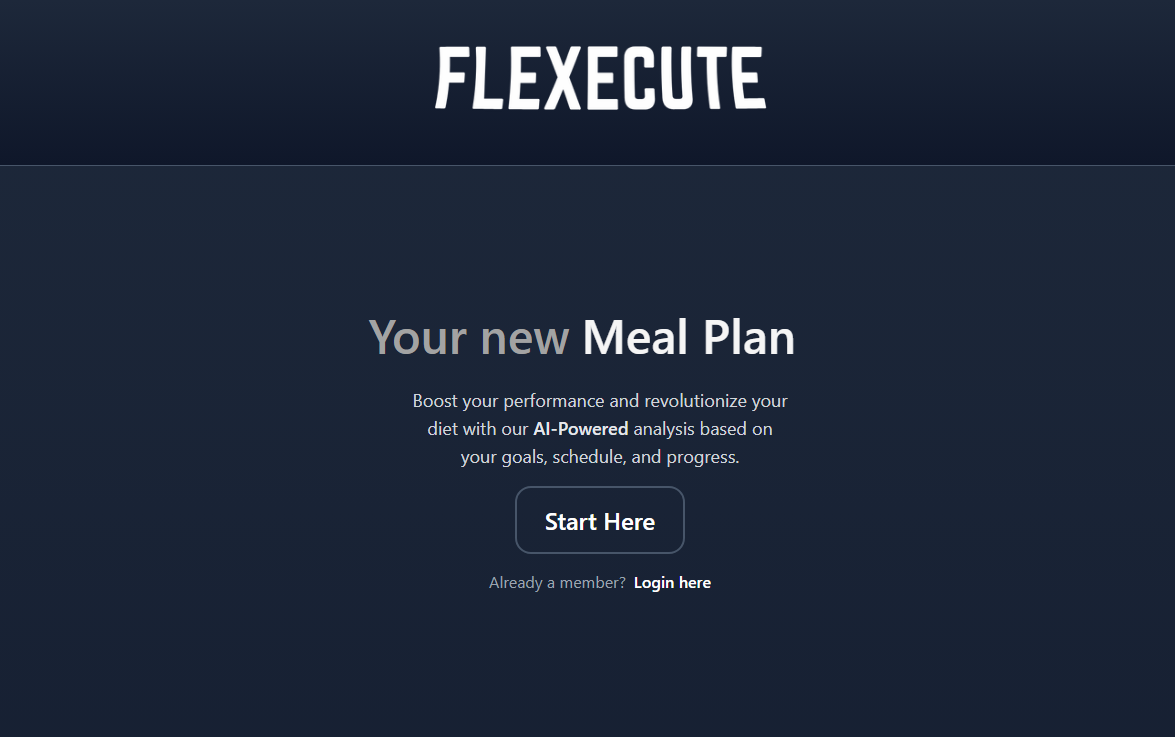 FLEXECUTE
Your new Meal Plan
Boost your performance and revolutionize your
diet with our AI-Powered analysis based on
your goals, schedule, and progress.
Start Here
Already a member? Login here